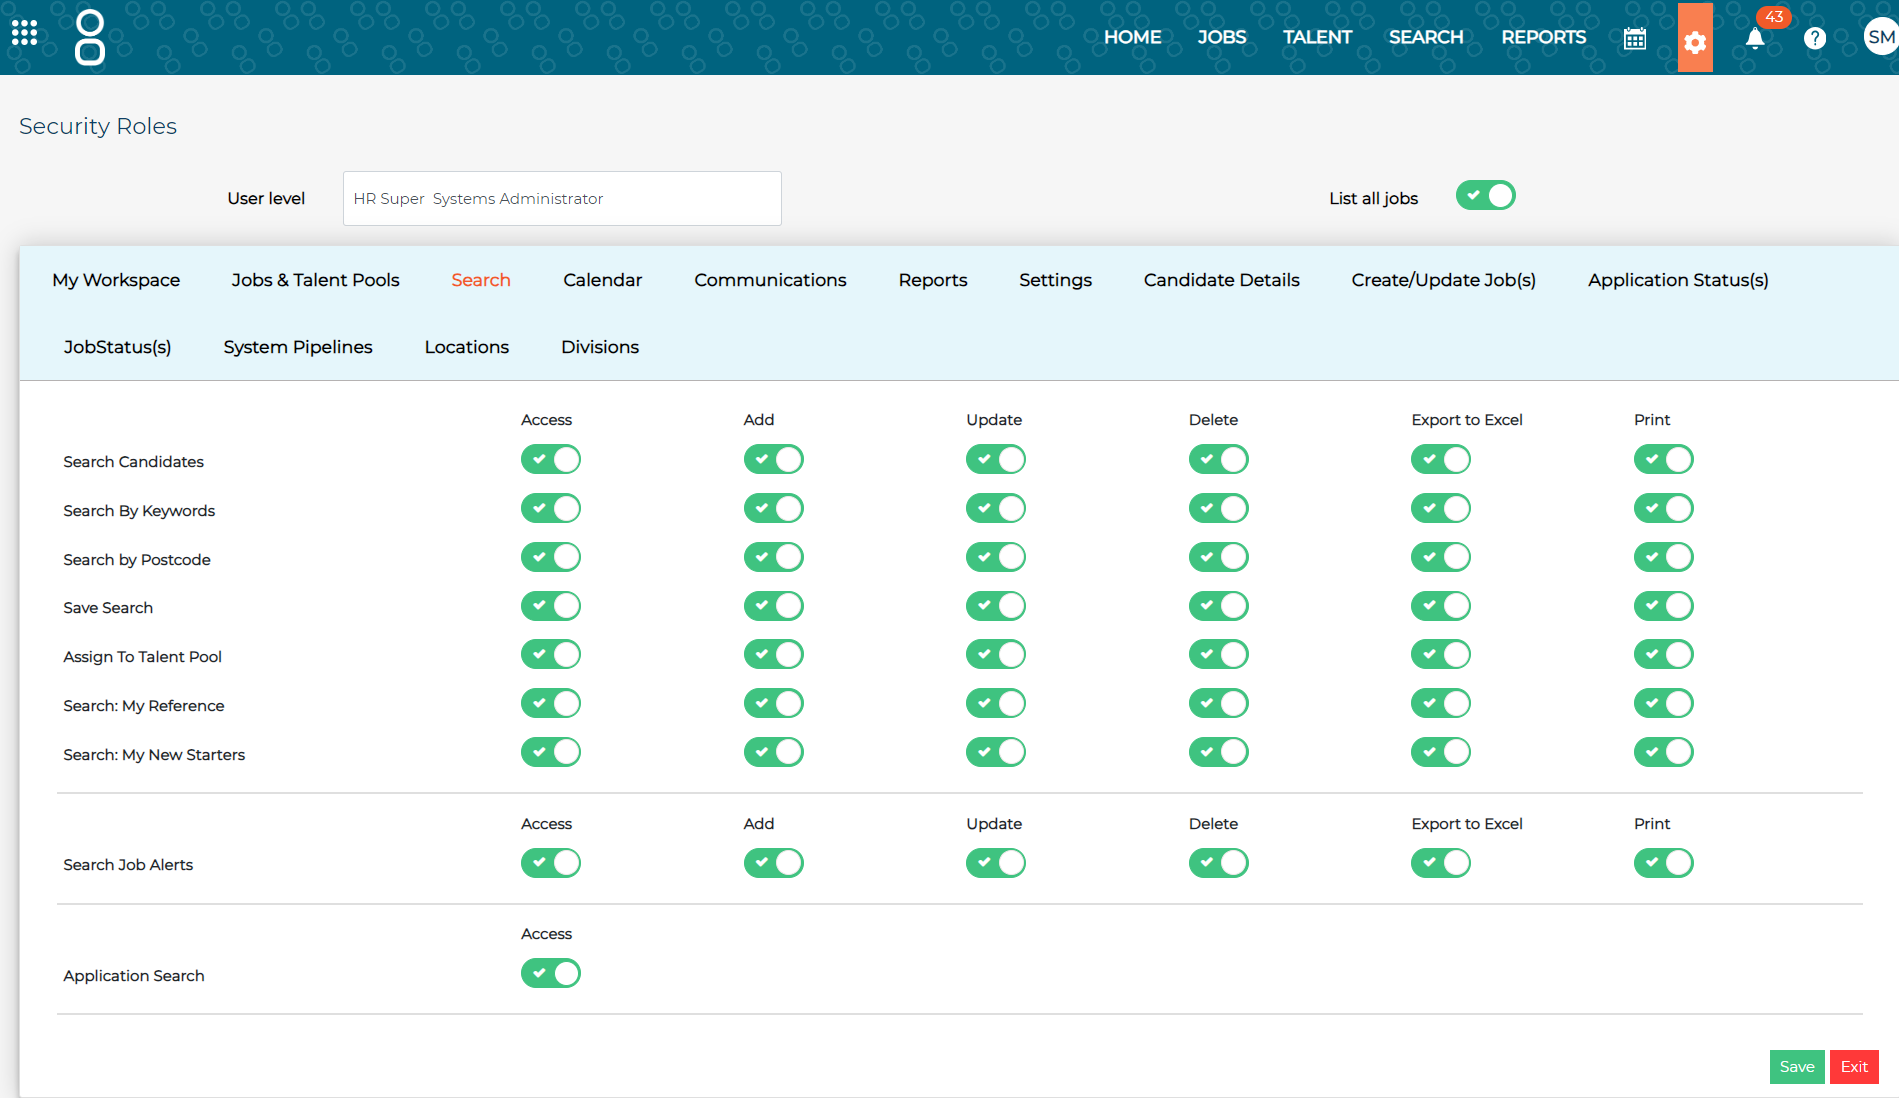 HOME JOBS TALENT SEARCH REPORTS 43 ? SM
Security Roles
User level HR Super  Systems Administrator List all jobs
My Workspace Jobs & Talent Pools Search Calendar Communications Reports Settings Candidate Details Create/Update Job(s) Application Status(s)
JobStatus(s) System Pipelines Locations Divisions
Access Add Update Delete Export to Excel Print
Search Candidates
Search By Keywords
Search by Postcode
Save Search
Assign To Talent Pool
Search: My Reference
Search: My New Starters
Access Add Update Delete Export to Excel Print
Search Job Alerts
Access
Application Search
Save Exit